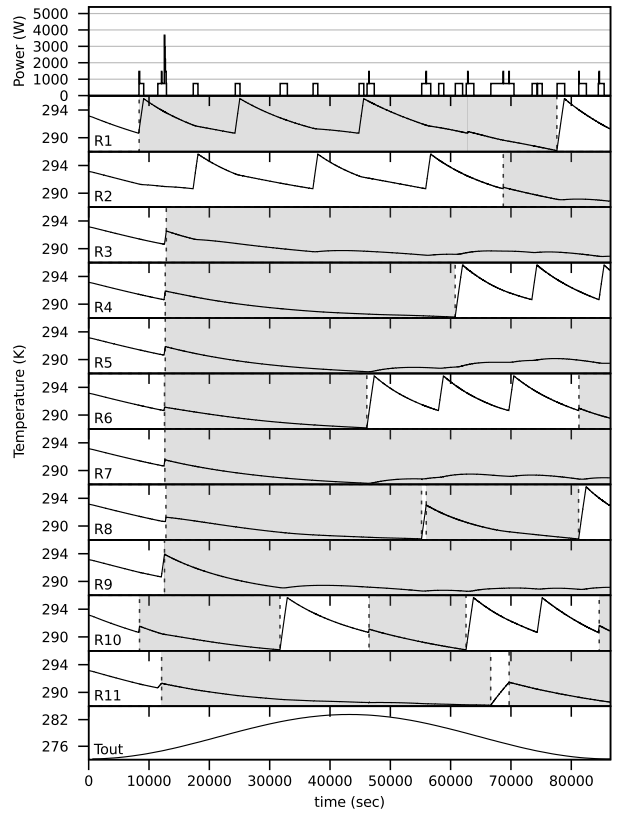 Power (W)
5000
4000
3000
2000
1000
0
294
290
R1
294
290
R2
294
290
R3
294
290
R4
294
290
R5
Temperature (K)
294
290
R6
294
290
R7
294
290
R8
294
290
R9
294
290
R10
294
290
R11
282
276
Tout
0 10000 20000 30000 40000 50000 60000 70000 80000
time (sec)